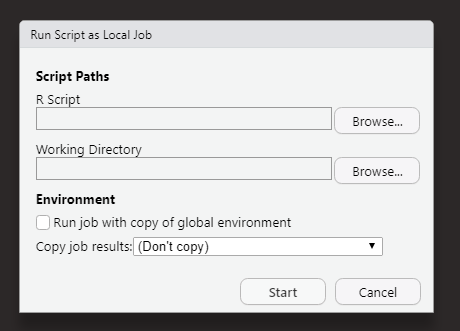 Run Script as Local Job
Script Paths
R Script
Browse...
Working Directory
Browse...
Environment
Run job with copy of global environment
Copy job results: (Don't copy)
Start Cancel